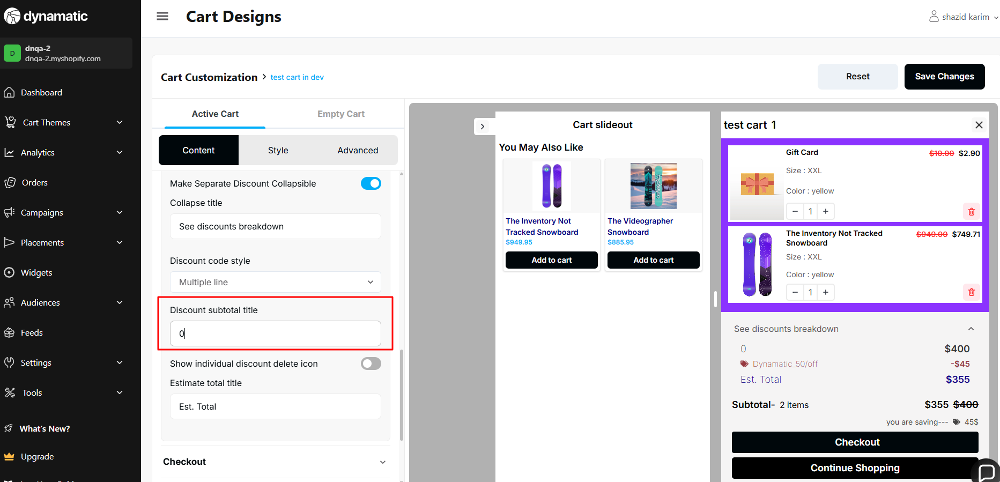 dynamatic
D
dnqa-2
dnqa-2.myshopify.com
Dashboard
Cart Themes
Analytics
Orders
Campaigns
Placements
Widgets
Audiences
Feeds
Settings
Tools
What's New?
Upgrade
Cart Designs
shazid karim
Cart Customization > test cart in dev
Reset
Save Changes
Active Cart
Empty Cart
Content
Style
Advanced
Make Separate Discount Collapsible
Collapse title
See discounts breakdown
Discount code style
Multiple line
Discount subtotal title
0
Show individual discount delete icon
Estimate total title
Est. Total
Checkout
Cart slideout
You May Also Like
The Inventory Not
Tracked Snowboard
$949.95
Add to cart
The Videographer
Snowboard
$885.95
Add to cart
test cart 1
Gift Card
$10.00 $2.90
Size : XXL
Color : yellow
− 1 +
The Inventory Not Tracked
Snowboard
$949.00 $749.71
Size : XXL
Color : yellow
− 1 +
See discounts breakdown
0 $400
Dynamatic_50/off -$45
Est. Total $355
Subtotal- 2 items $355 $400
you are saving--- 45$
Checkout
Continue Shopping